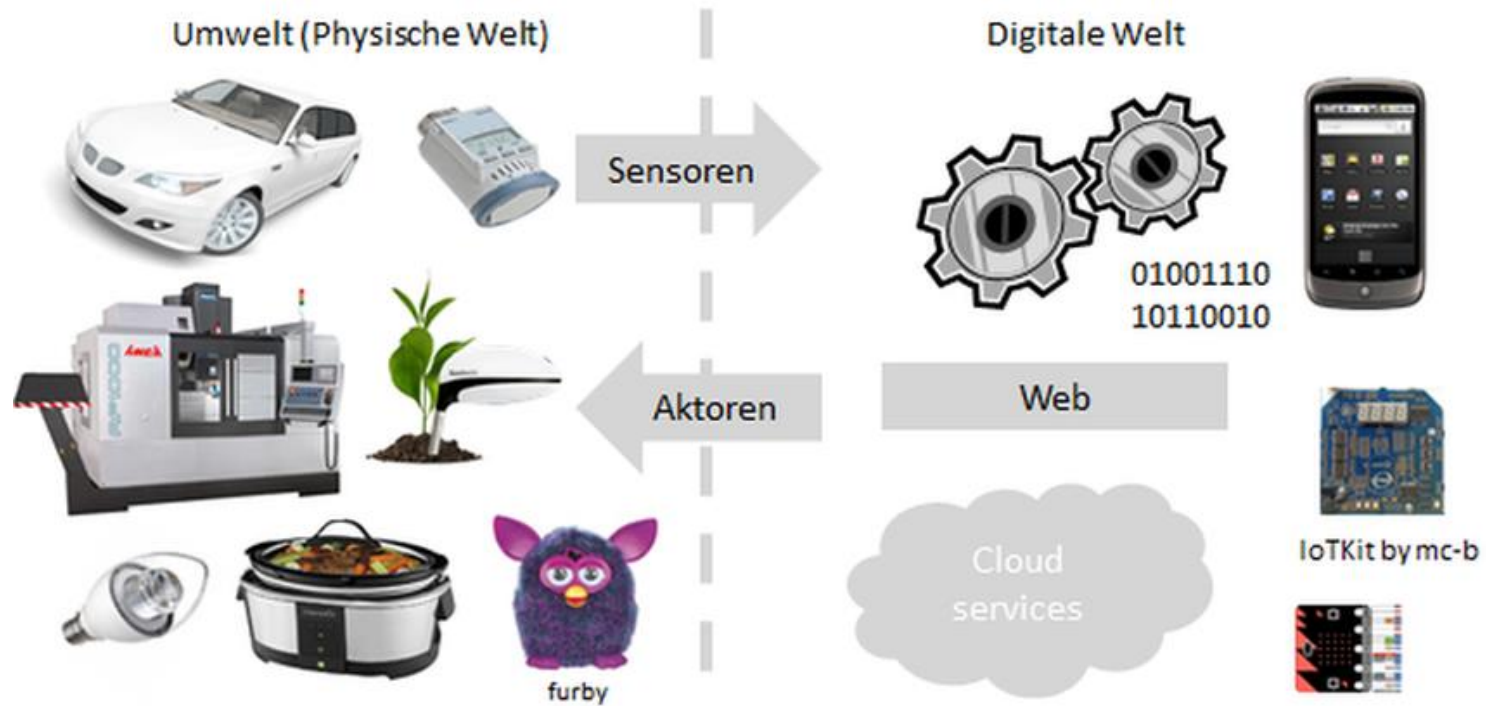 Umwelt (Physische Welt)
Digitale Welt
Sensoren
01001110
10110010
Aktoren
Web
Cloud
services
IoTKit by mc-b
furby